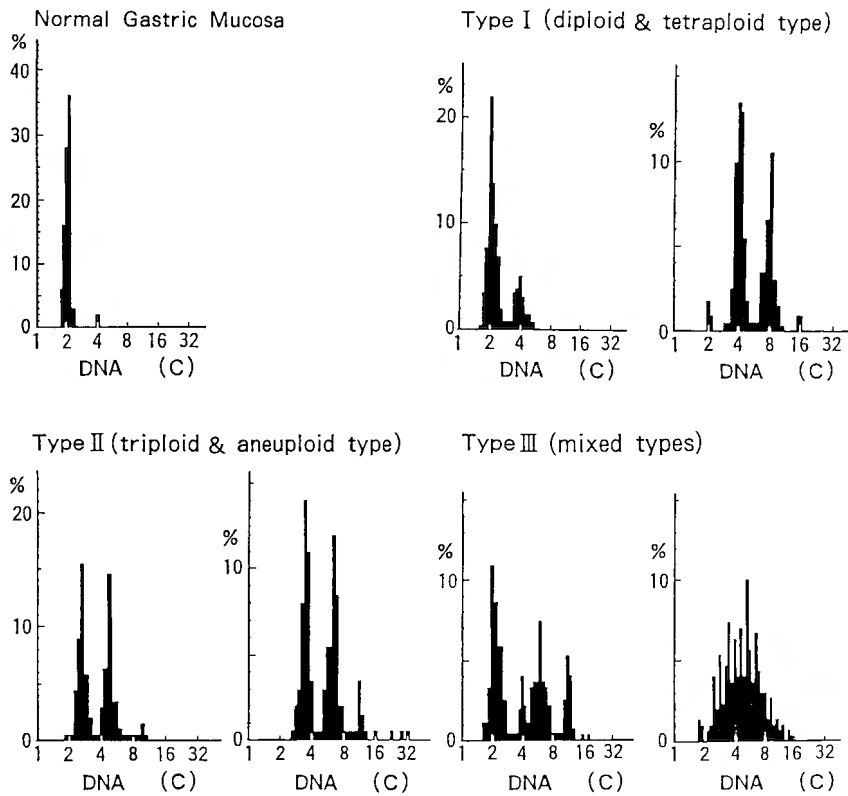 Normal Gastric Mucosa
%
40
30
20
10
0
1 2 4 8 16 32
DNA (C)
Type I (diploid & tetraploid type)
%
20
10
0
1 2 4 8 16 32
DNA (C)
%
10
0
1 2 4 8 16 32
DNA (C)
Type II (triploid & aneuploid type)
%
20
10
0
1 2 4 8 16 32
DNA (C)
%
10
0
1 2 4 8 16 32
DNA (C)
Type III (mixed types)
%
10
0
1 2 4 8 16 32
DNA (C)
%
10
0
1 2 4 8 16 32
DNA (C)